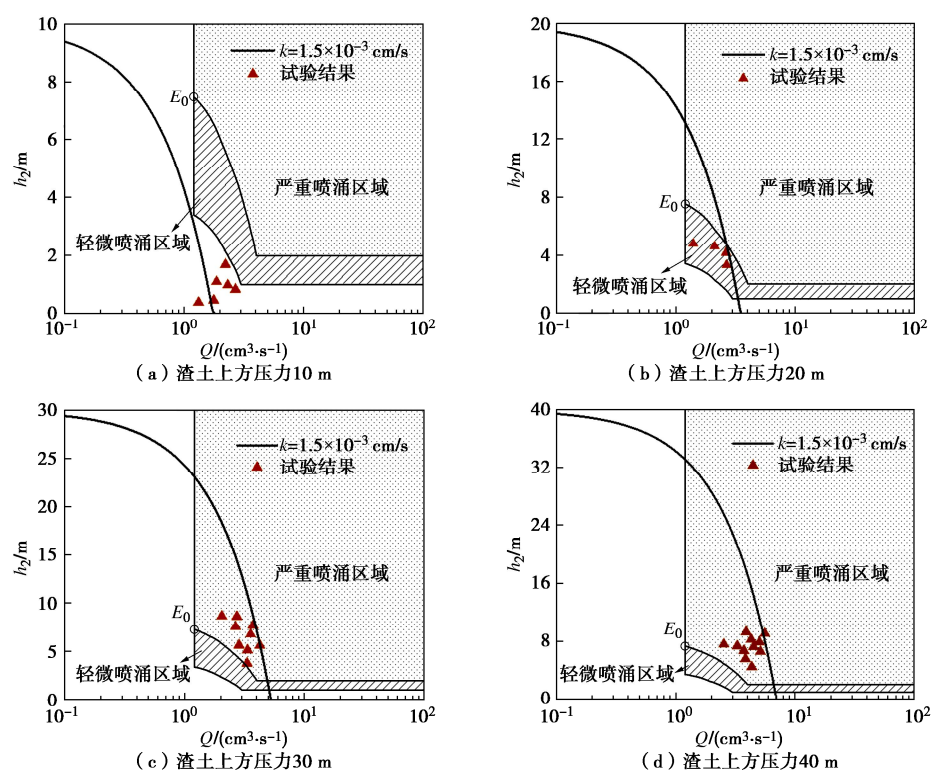 10
8
6
4
2
0
h₂/m
k=1.5×10⁻³ cm/s
试验结果
E₀
严重喷涌区域
轻微喷涌区域
10⁻¹ 10⁰ 10¹ 10²
Q/(cm³·s⁻¹)
(a) 渣土上方压力10 m
20
16
12
8
4
0
h₂/m
k=1.5×10⁻³ cm/s
试验结果
严重喷涌区域
E₀
轻微喷涌区域
10⁻¹ 10⁰ 10¹ 10²
Q/(cm³·s⁻¹)
(b) 渣土上方压力20 m
30
25
20
15
10
5
0
h₂/m
k=1.5×10⁻³ cm/s
试验结果
严重喷涌区域
E₀
轻微喷涌区域
10⁻¹ 10⁰ 10¹ 10²
Q/(cm³·s⁻¹)
(c) 渣土上方压力30 m
40
32
24
16
8
0
h₂/m
k=1.5×10⁻³ cm/s
试验结果
严重喷涌区域
E₀
轻微喷涌区域
10⁻¹ 10⁰ 10¹ 10²
Q/(cm³·s⁻¹)
(d) 渣土上方压力40 m